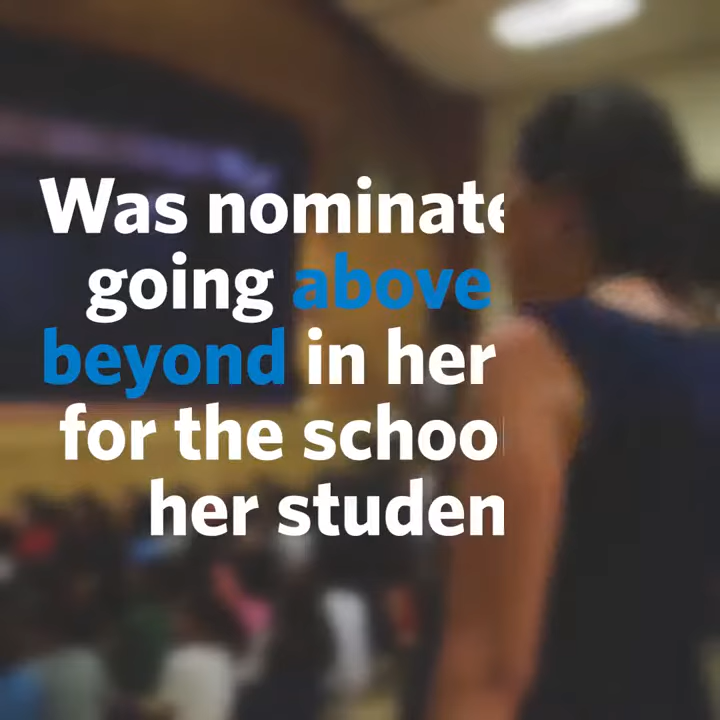 Was nominate
going above
beyond in her
for the schoo
her studen